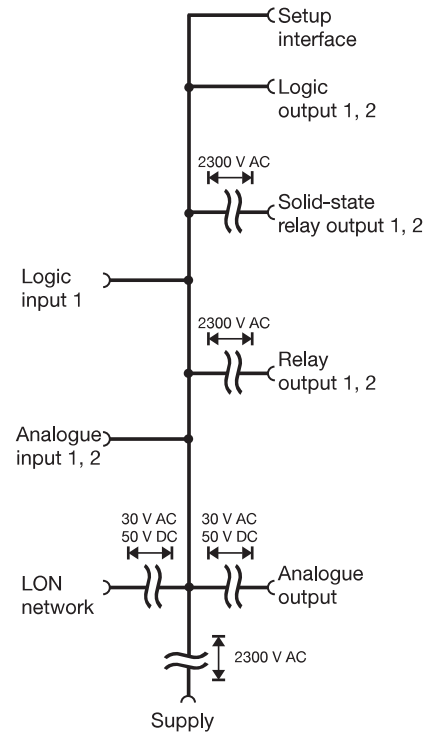 Setup
interface
Logic
output 1, 2
2300 V AC
Solid-state
relay output 1, 2
Logic
input 1
2300 V AC
Relay
output 1, 2
Analogue
input 1, 2
30 V AC
50 V DC
30 V AC
50 V DC
LON
network
Analogue
output
2300 V AC
Supply